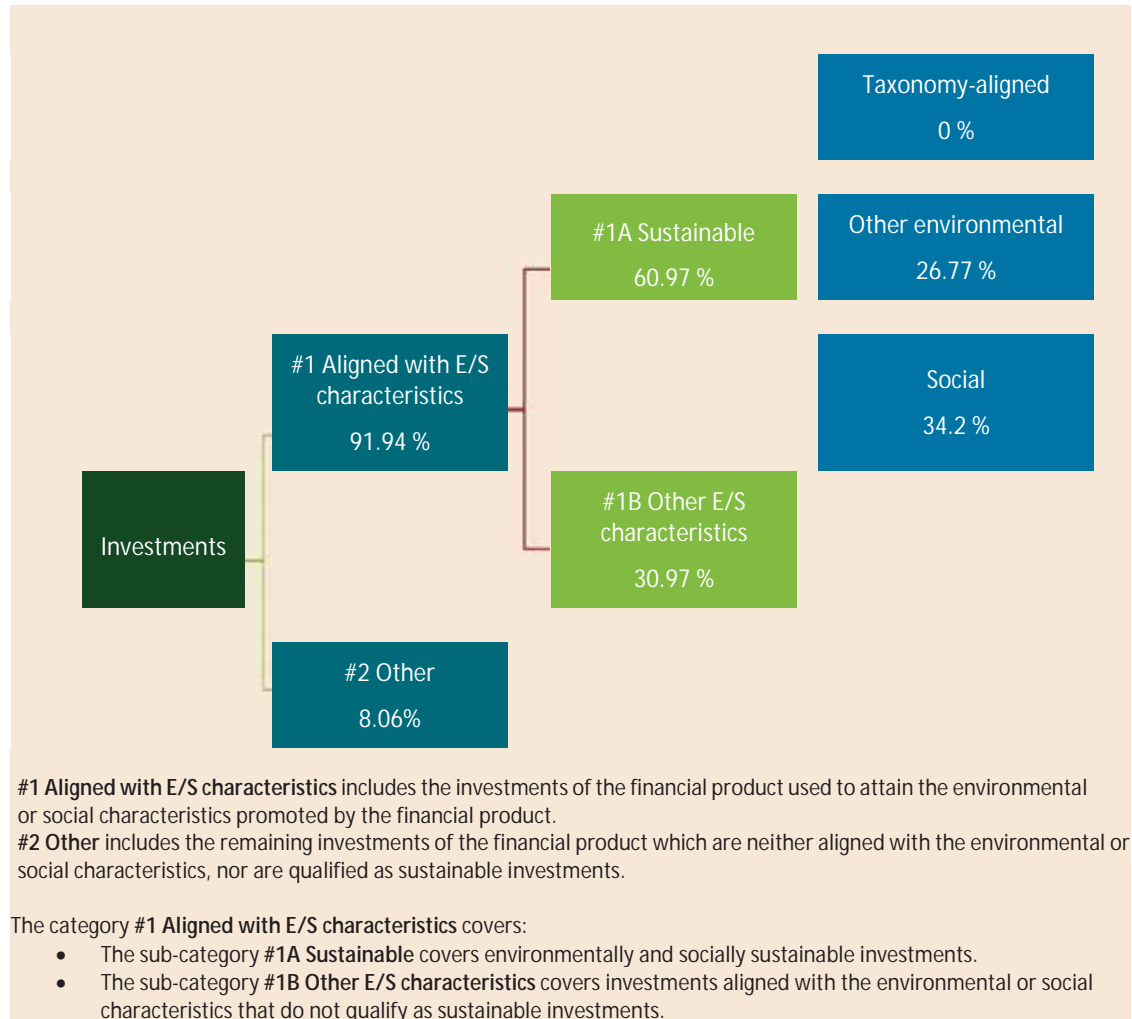 Taxonomy-aligned
0 %
#1A Sustainable
60.97 %
Other environmental
26.77 %
#1 Aligned with E/S
characteristics
91.94 %
Social
34.2 %
Investments
#1B Other E/S
characteristics
30.97 %
#2 Other
8.06%
#1 Aligned with E/S characteristics includes the investments of the financial product used to attain the environmental
or social characteristics promoted by the financial product.
#2 Other includes the remaining investments of the financial product which are neither aligned with the environmental or
social characteristics, nor are qualified as sustainable investments.
The category #1 Aligned with E/S characteristics covers:
• The sub-category #1A Sustainable covers environmentally and socially sustainable investments.
• The sub-category #1B Other E/S characteristics covers investments aligned with the environmental or social
characteristics that do not qualify as sustainable investments.